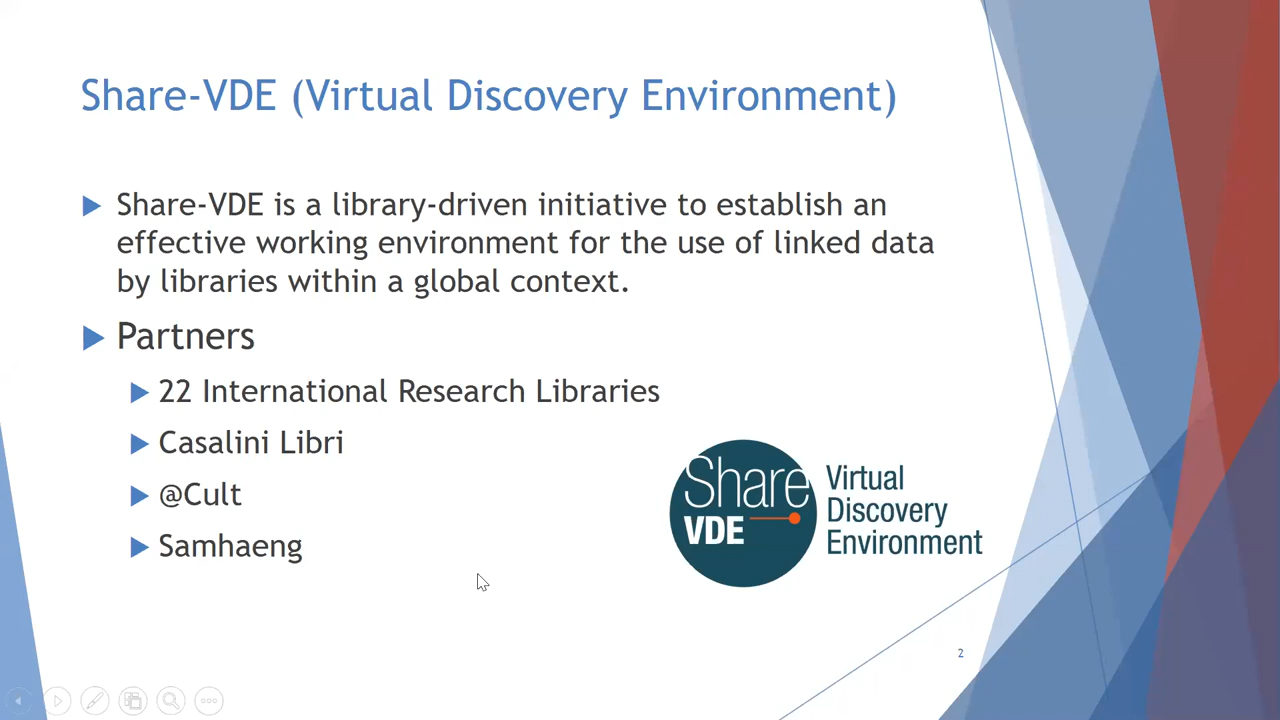 Share-VDE (Virtual Discovery Environment)
Share-VDE is a library-driven initiative to establish an
effective working environment for the use of linked data
by libraries within a global context.
Partners
22 International Research Libraries
Casalini Libri
@Cult
Samhaeng
Share
VDE
Virtual
Discovery
Environment
2